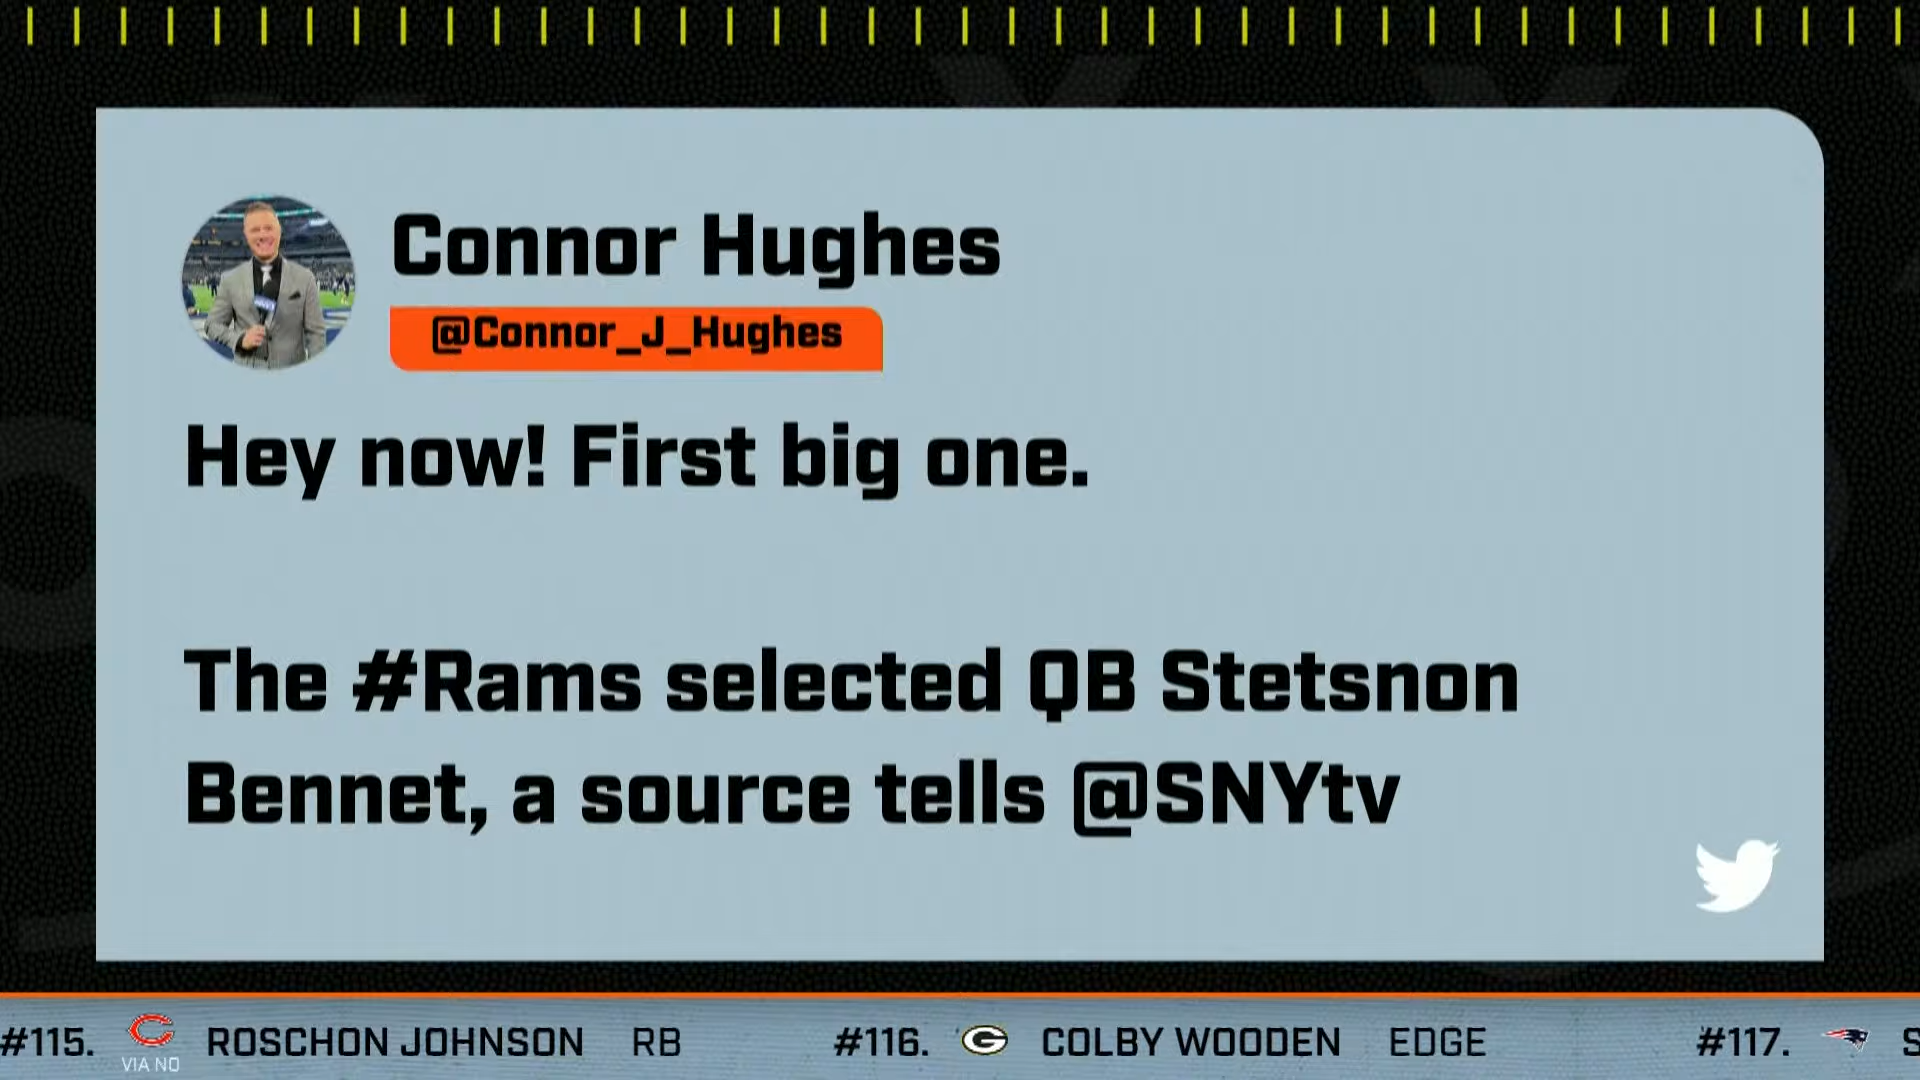 Connor Hughes
@Connor_J_Hughes
Hey now! First big one.
The #Rams selected QB Stetsnon
Bennet, a source tells @SNYtv
#115. VIA NO ROSCHON JOHNSON RB #116. G COLBY WOODEN EDGE #117. S